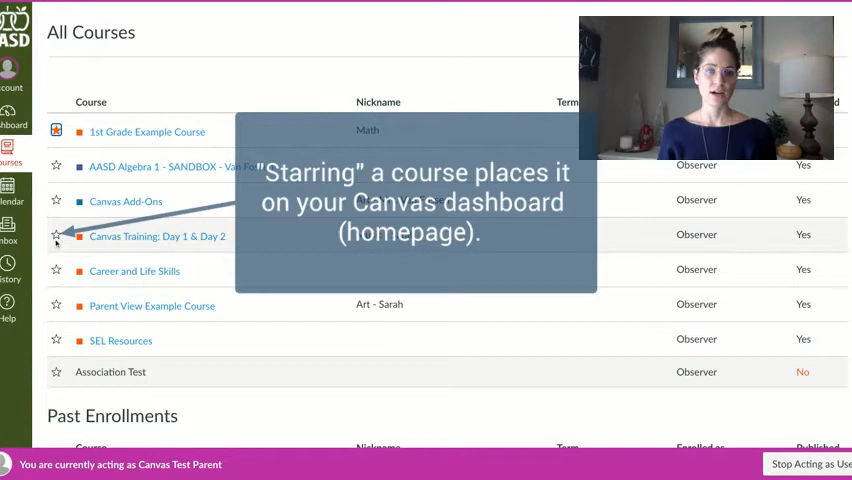 All Courses
AASD
Account
Dashboard
Courses
Calendar
Inbox
History
Help
Course Nickname Term
1st Grade Example Course Math
AASD Algebra 1 - SANDBOX - Van Observer Yes
Canvas Add-Ons Observer Yes
Canvas Training: Day 1 & Day 2 Observer Yes
Career and Life Skills Observer Yes
Parent View Example Course Art - Sarah Observer Yes
SEL Resources Observer Yes
Association Test Observer No
"Starring" a course places it
on your Canvas dashboard
(homepage).
Past Enrollments
Course Nickname Term Enrolled as Published
You are currently acting as Canvas Test Parent
Stop Acting as Use